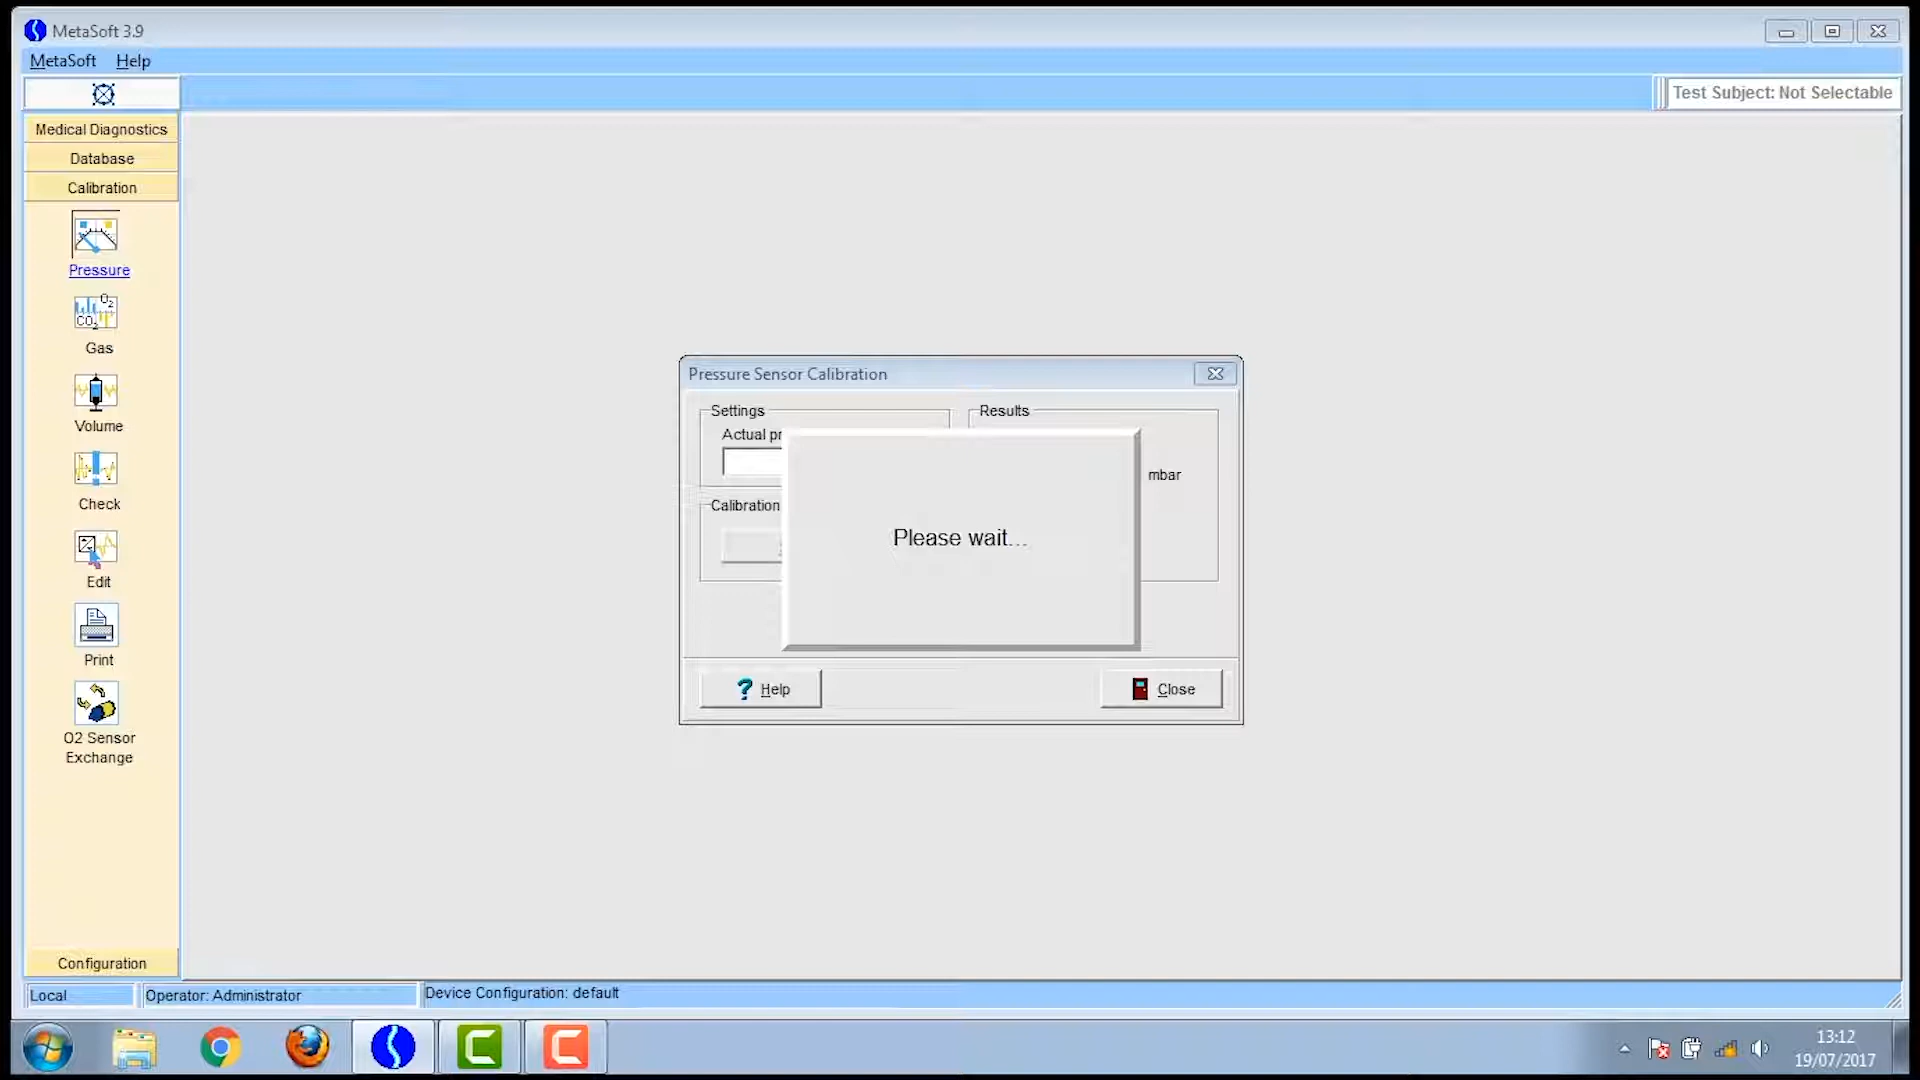 MetaSoft 3.9
MetaSoft Help
Test Subject: Not Selectable
Medical Diagnostics
Database
Calibration
Pressure
O2
CO2
Gas
Volume
Check
Edit
Print
O2 Sensor
Exchange
Configuration
Pressure Sensor Calibration
Settings
Results
Actual pr
mbar
Calibration
Please wait...
? Help
Close
Local
Operator: Administrator
Device Configuration: default
13:12
19/07/2017